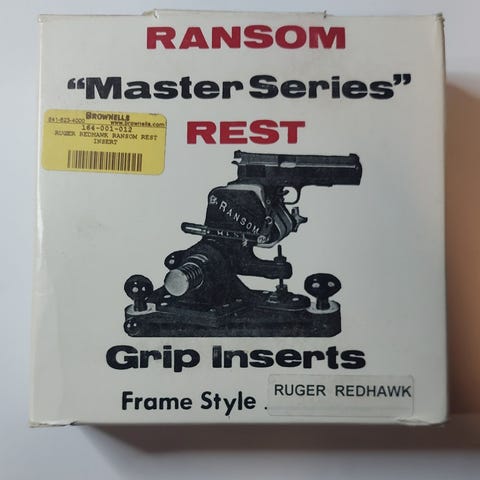 RANSOM
"Master Series"
REST
BROWNELLS
641-623-4000 www.brownells.com
164-001-012
RUGER REDHAWK RANSOM REST
INSERT
RANSOM
Grip Inserts
Frame Style
RUGER REDHAWK